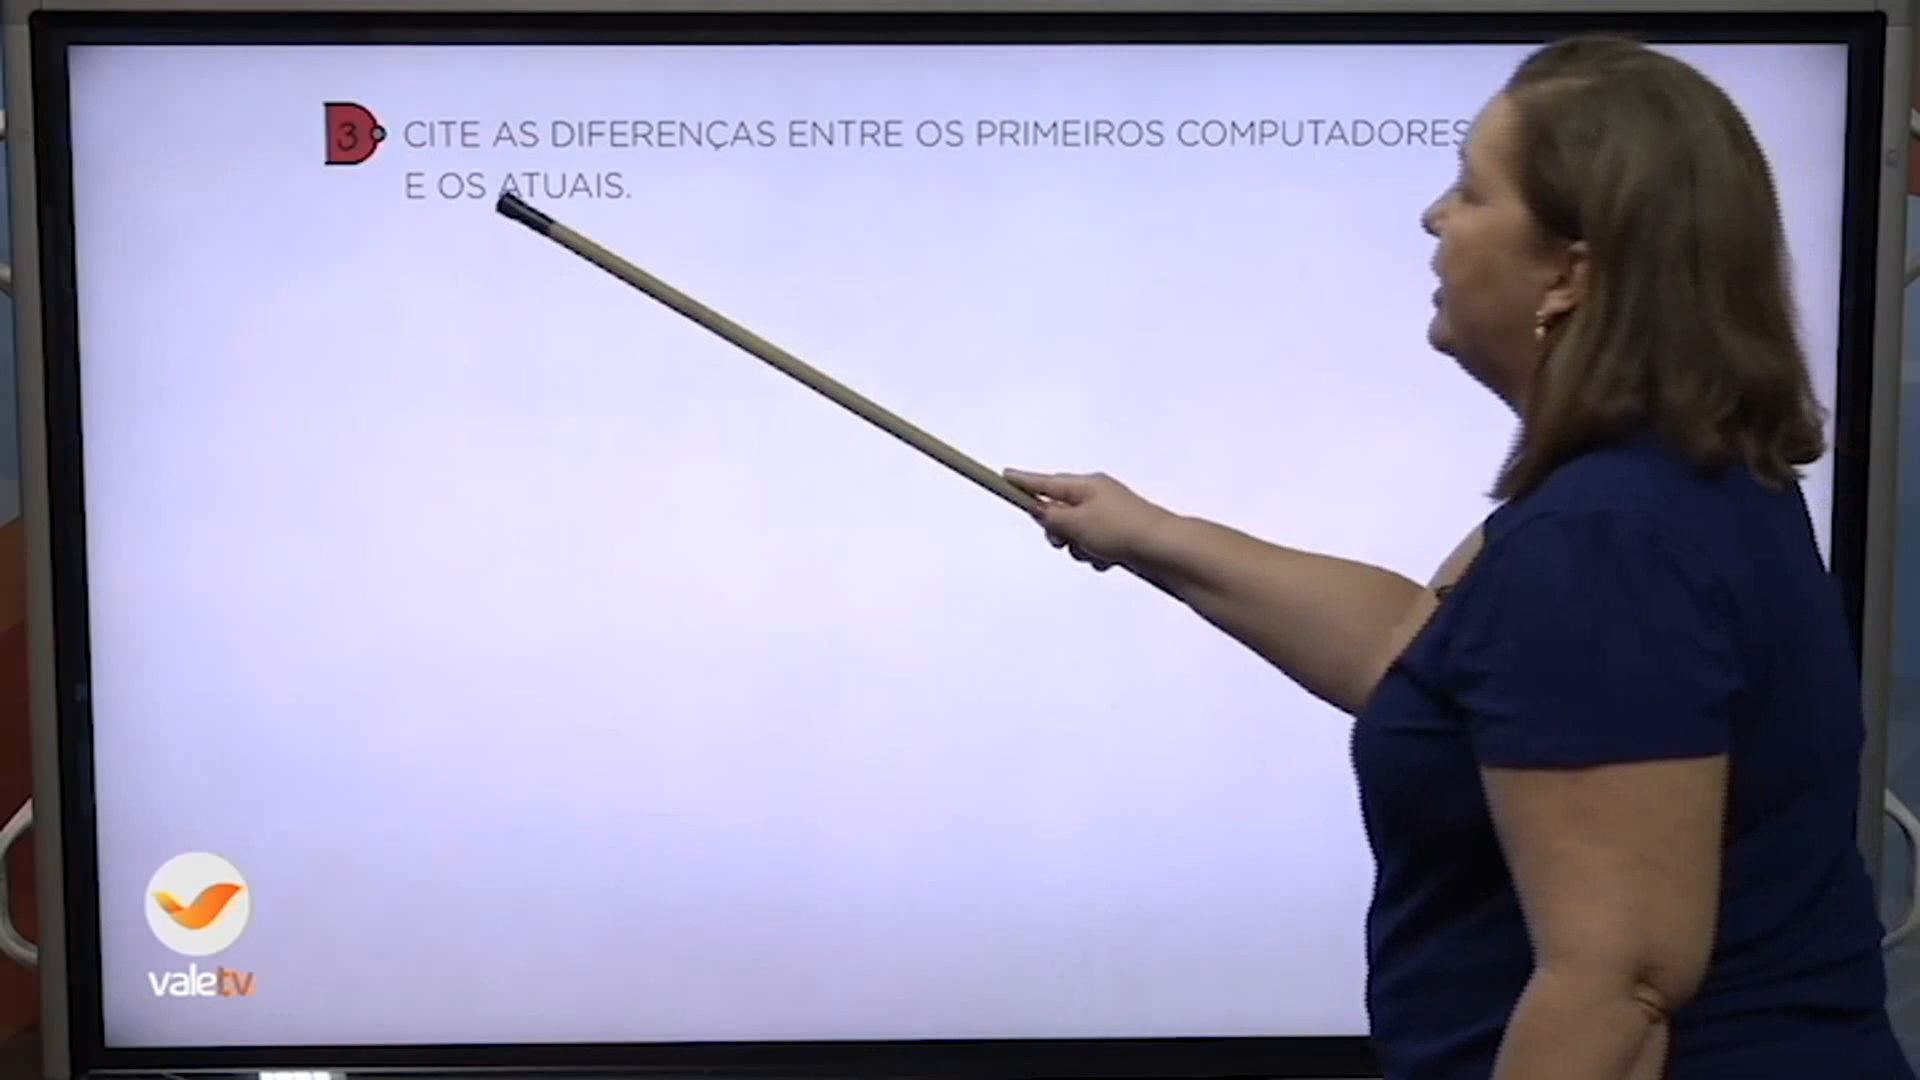 3 CITE AS DIFERENÇAS ENTRE OS PRIMEIROS COMPUTADORES
E OS ATUAIS.
valetv